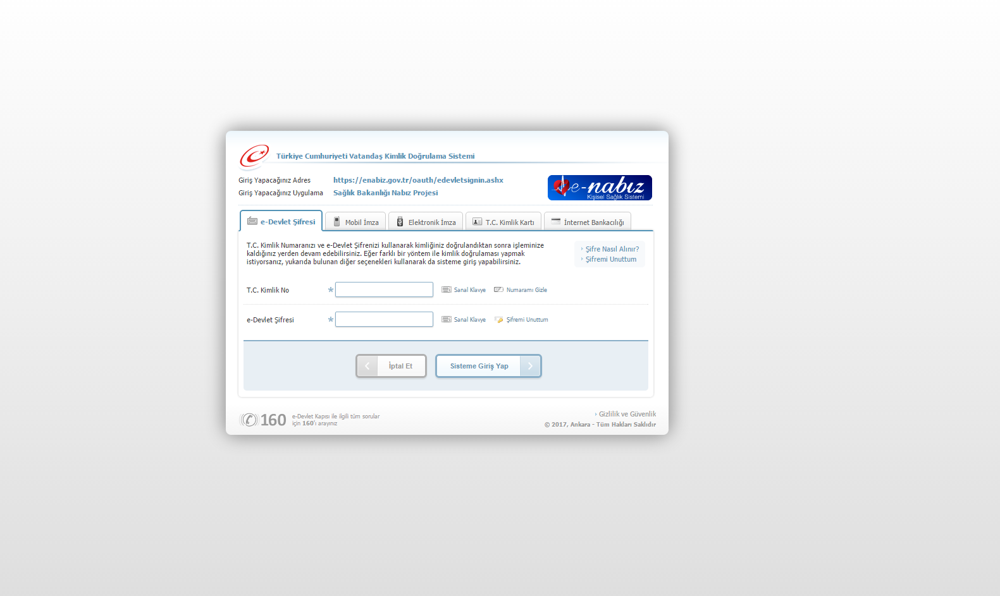 Türkiye Cumhuriyeti Vatandaş Kimlik Doğrulama Sistemi
Giriş Yapacağınız Adres https://enabiz.gov.tr/oauth/edevletsignin.ashx
Giriş Yapacağınız Uygulama Sağlık Bakanlığı Nabız Projesi
e-nabız
Kişisel Sağlık Sistemi
e-Devlet Şifresi Mobil İmza Elektronik İmza T.C. Kimlik Kartı İnternet Bankacılığı
T.C. Kimlik Numaranızı ve e-Devlet Şifrenizi kullanarak kimliğiniz doğrulandıktan sonra işleminize
kaldığınız yerden devam edebilirsiniz. Eğer farklı bir yöntem ile kimlik doğrulaması yapmak
istiyorsanız, yukarıda bulunan diğer seçenekleri kullanarak da sisteme giriş yapabilirsiniz.
Şifre Nasıl Alınır?
Şifremi Unuttum
T.C. Kimlik No * Sanal Klavye Numaramı Gizle
e-Devlet Şifresi * Sanal Klavye Şifremi Unuttum
İptal Et Sisteme Giriş Yap
160 e-Devlet Kapısı ile ilgili tüm sorular
için 160'ı arayınız
Gizlilik ve Güvenlik
© 2017, Ankara - Tüm Hakları Saklıdır